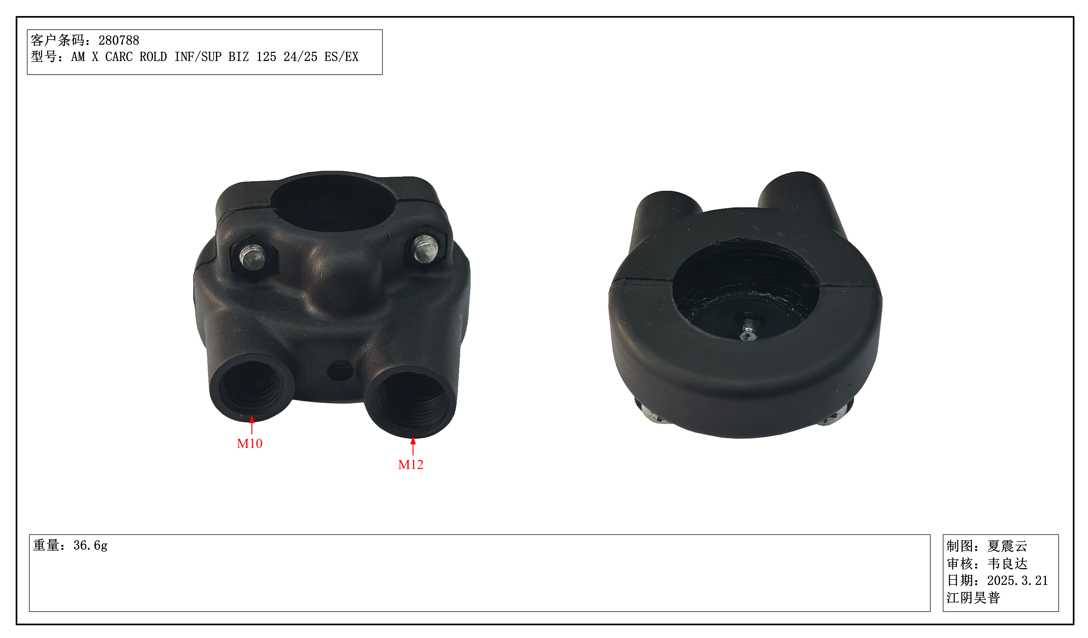 客户条码：280788
型号：AM X CARC ROLD INF/SUP BIZ 125 24/25 ES/EX
M10
M12
重量：36.6g
制图：夏震云
审核：韦良达
日期：2025.3.21
江阴昊普